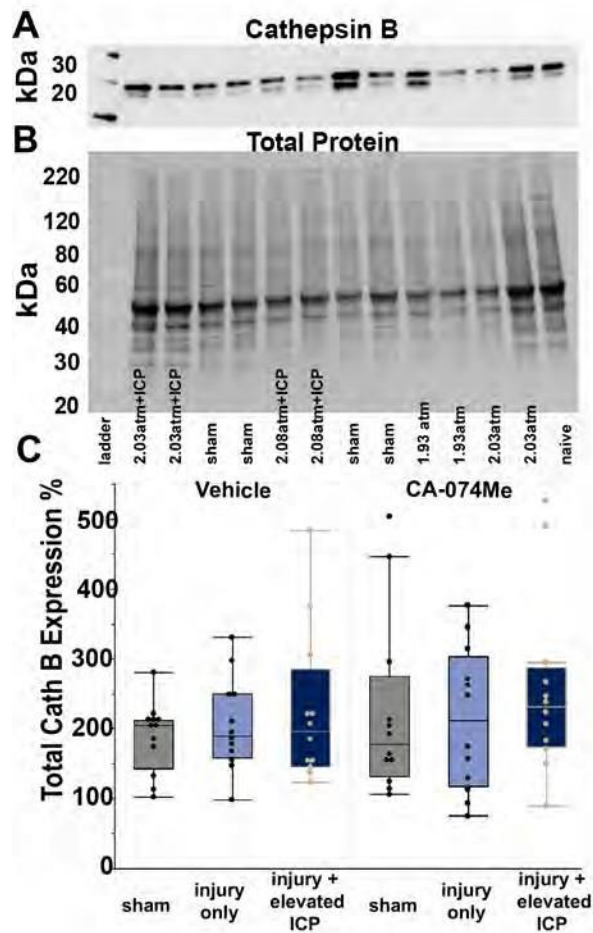 A
Cathepsin B
kDa
30
20
B
Total Protein
kDa
220
120
80
60
40
30
20
ladder
2.03atm+ICP
2.03atm+ICP
sham
sham
2.08atm+ICP
2.08atm+ICP
sham
sham
1.93 atm
1.93atm
2.03atm
2.03atm
naive
C
Vehicle
CA-074Me
Total Cath B Expression %
500
400
300
200
100
0
sham
injury only
injury + elevated ICP
sham
injury only
injury + elevated ICP